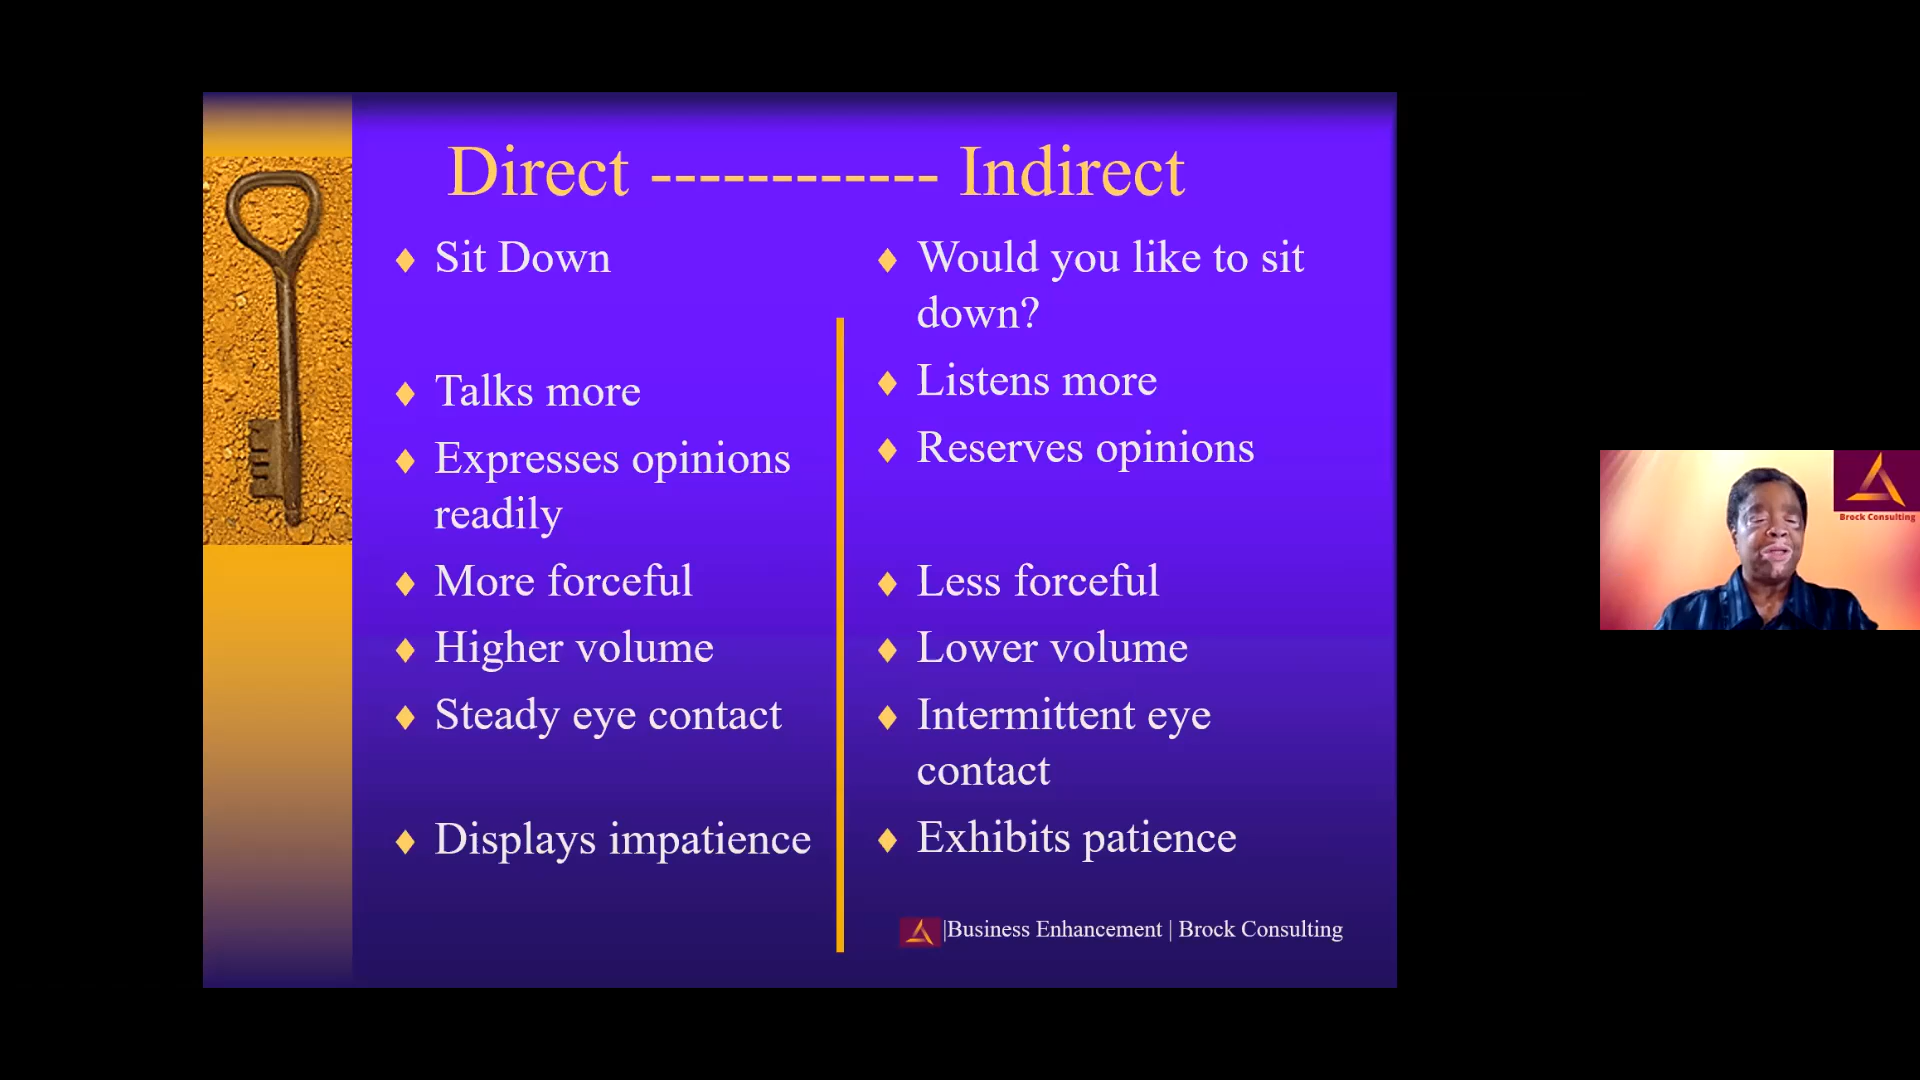 Direct ------------ Indirect
Sit Down
Talks more
Expresses opinions
readily
More forceful
Higher volume
Steady eye contact
Displays impatience
Would you like to sit
down?
Listens more
Reserves opinions
Less forceful
Lower volume
Intermittent eye
contact
Exhibits patience
|Business Enhancement | Brock Consulting
Brock Consulting